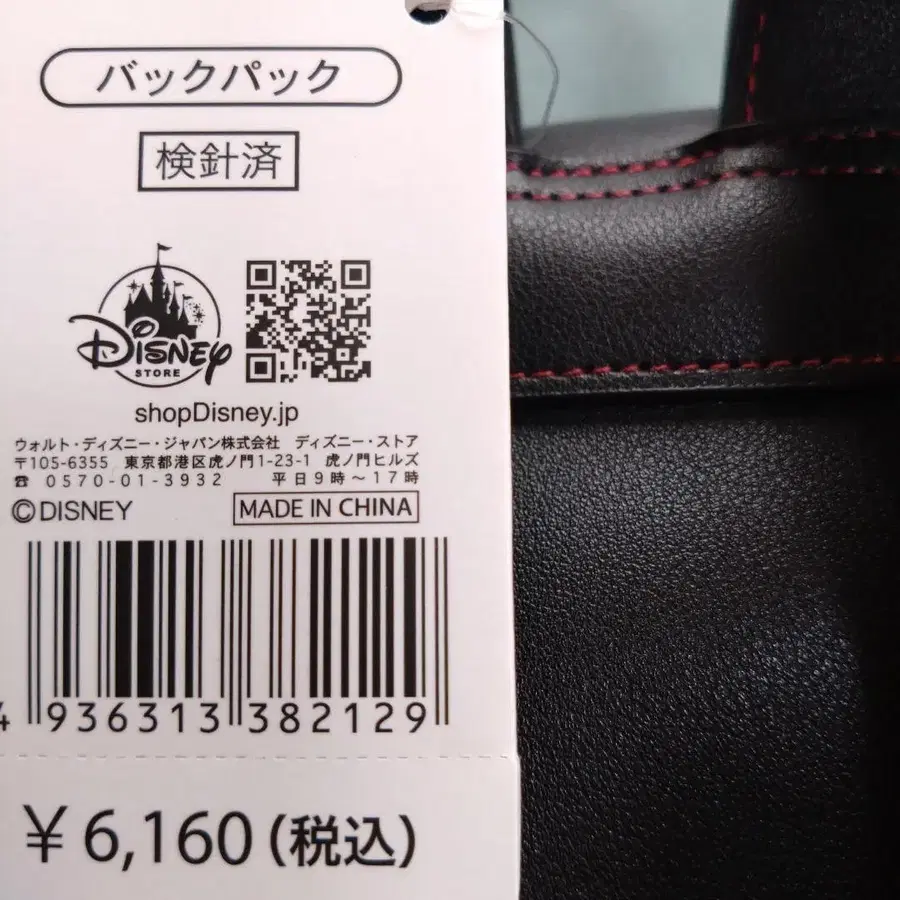 バックパック
検針済
DISNEY
STORE
shopDisney.jp
ウォルト・ディズニー・ジャパン株式会社 ディズニー・ストア
〒105-6355 東京都港区虎ノ門1-23-1 虎ノ門ヒルズ
☎ 0570-01-3932 平日9時～17時
©DISNEY MADE IN CHINA
4 936313 382129
￥6,160(税込)